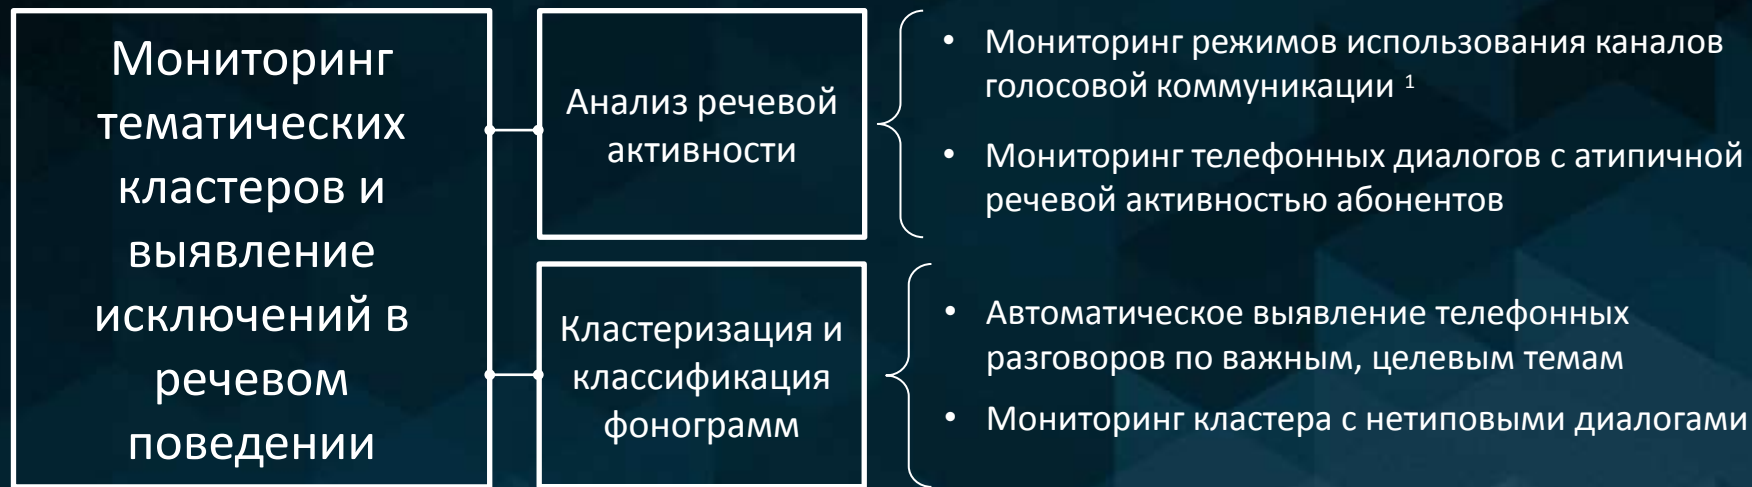 Мониторинг
тематических
кластеров и
выявление
исключений в
речевом
поведении
Анализ речевой
активности
• Мониторинг режимов использования каналов
голосовой коммуникации ¹
• Мониторинг телефонных диалогов с атипичной
речевой активностью абонентов
Кластеризация и
классификация
фонограмм
• Автоматическое выявление телефонных
разговоров по важным, целевым темам
• Мониторинг кластера с нетиповыми диалогами